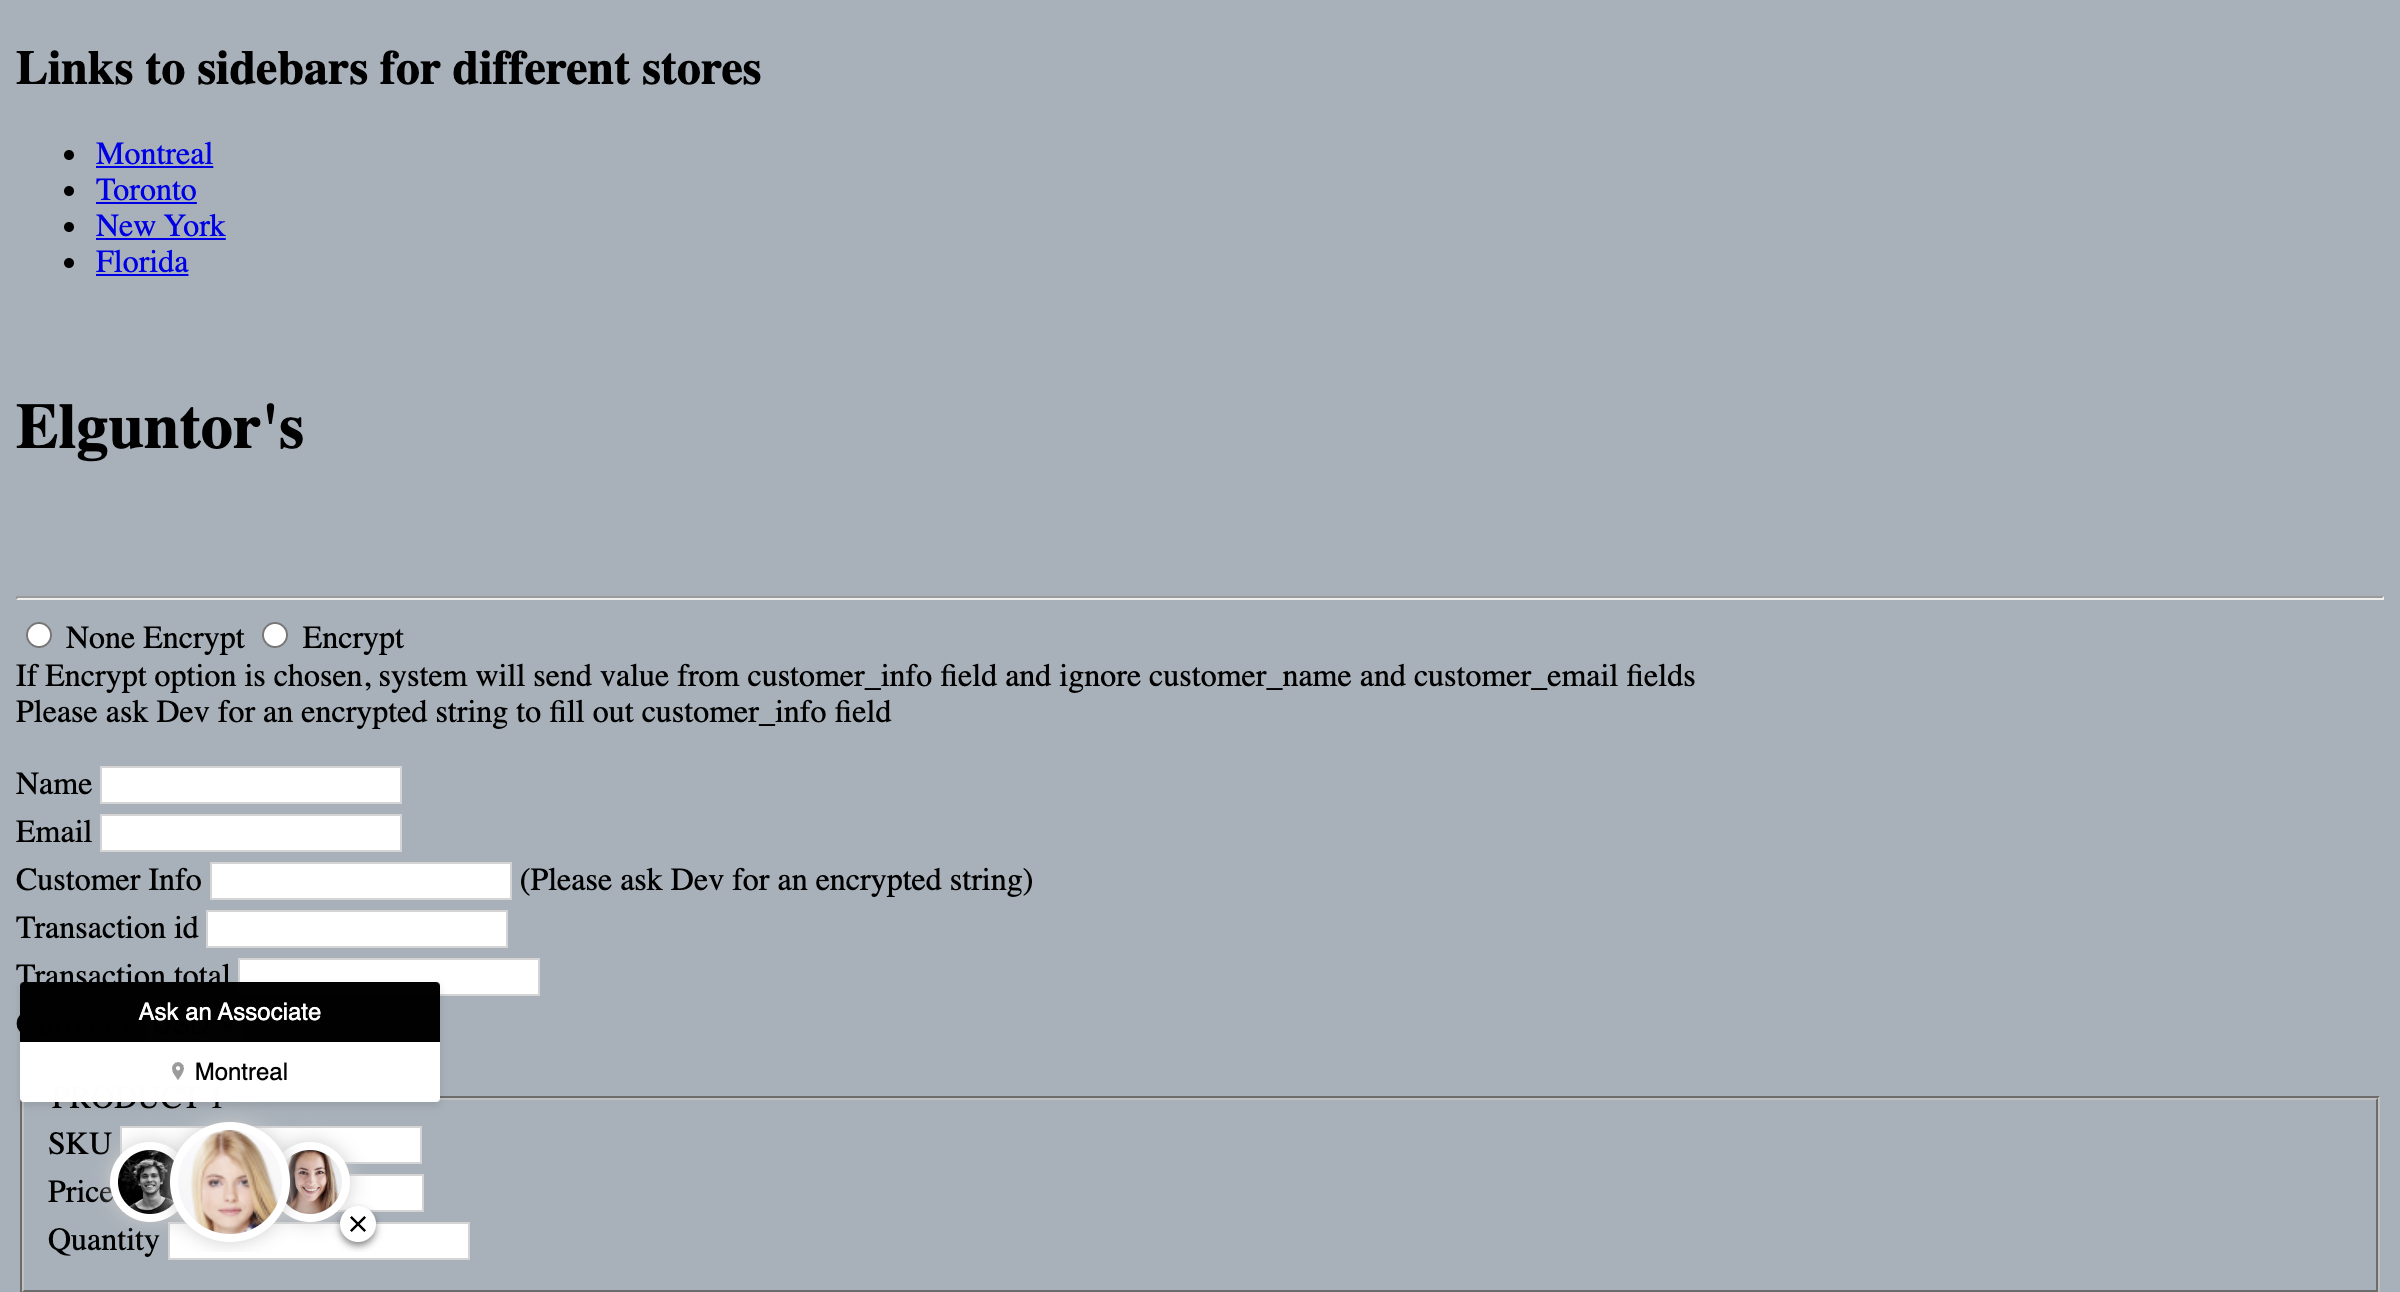 Links to sidebars for different stores
Montreal
Toronto
New York
Florida
Elguntor's
None Encrypt Encrypt
If Encrypt option is chosen, system will send value from customer_info field and ignore customer_name and customer_email fields
Please ask Dev for an encrypted string to fill out customer_info field
Name
Email
Customer Info (Please ask Dev for an encrypted string)
Transaction id
Transaction total
Ask an Associate
Montreal
PRODUCT 1
SKU
Price
Quantity